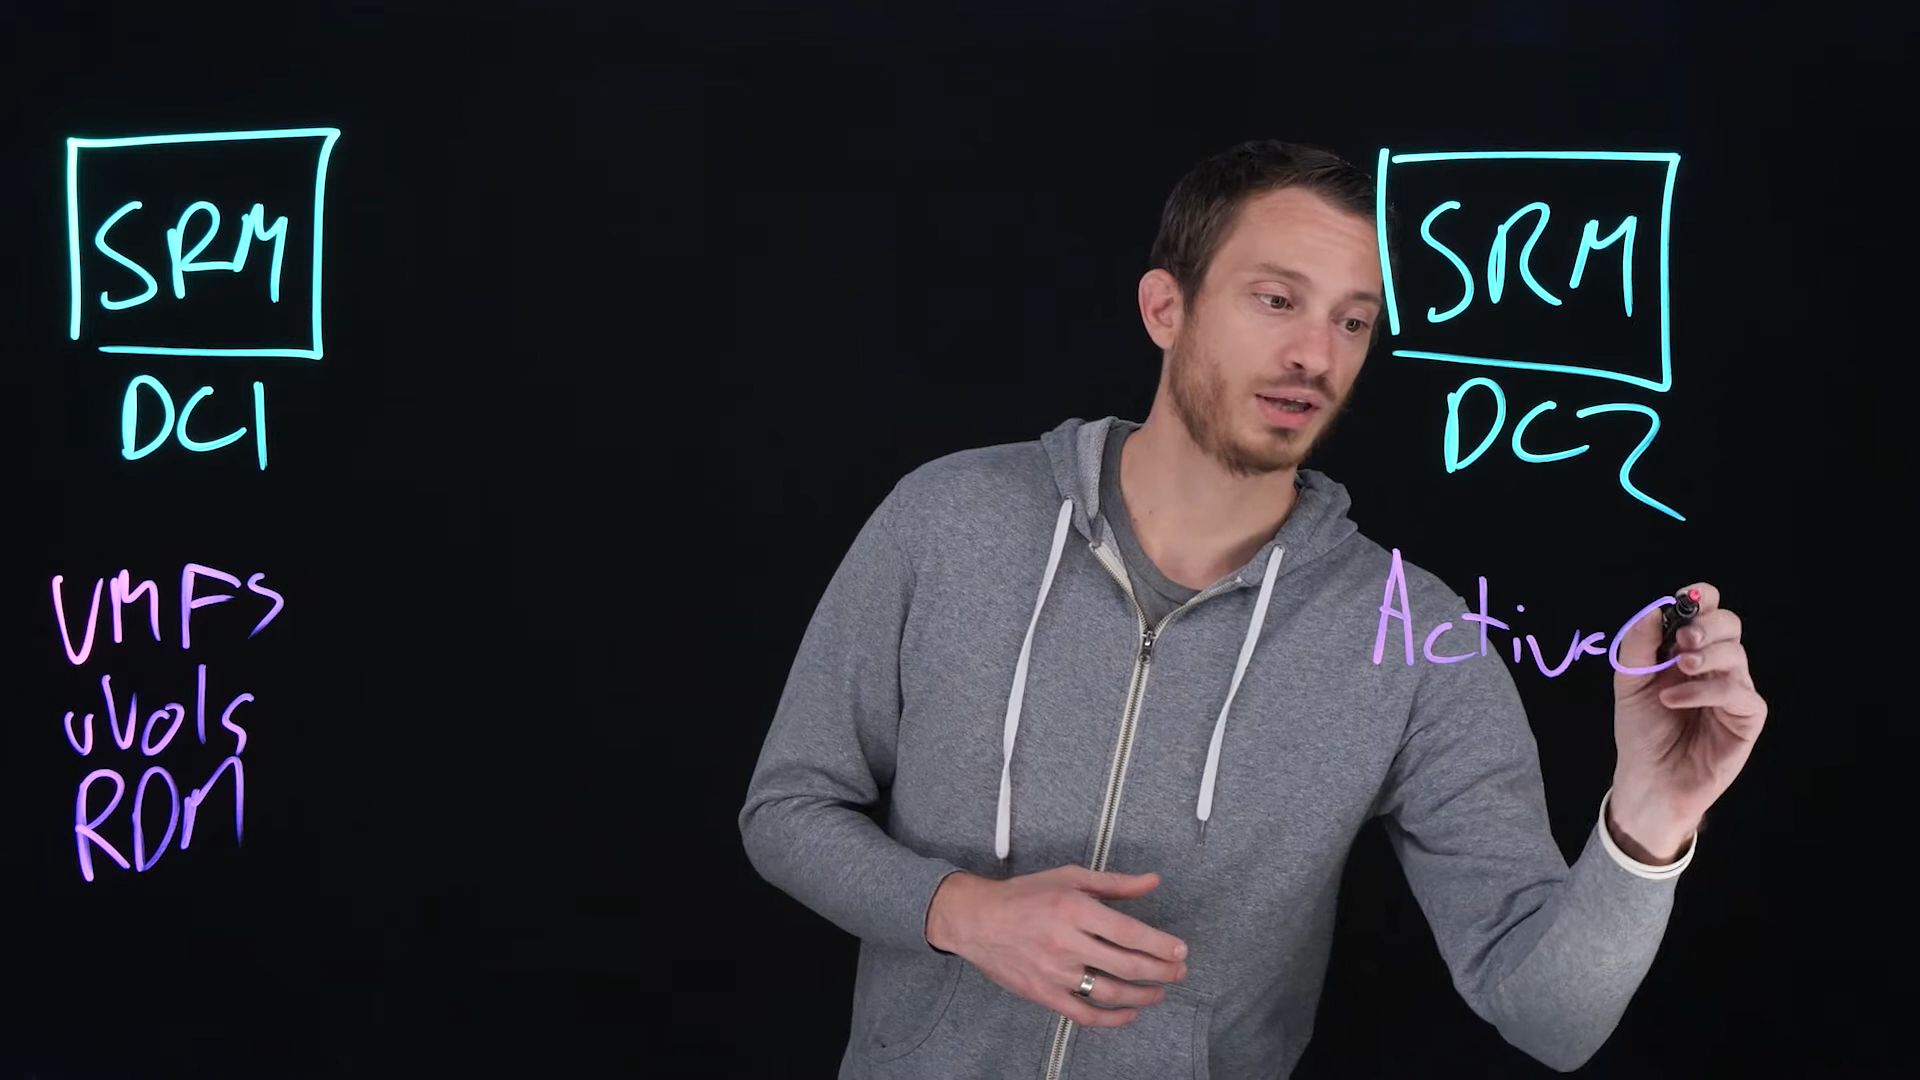 SRM
DC1
SRM
DC2
VMFS
vVols
RDM
ActiveC